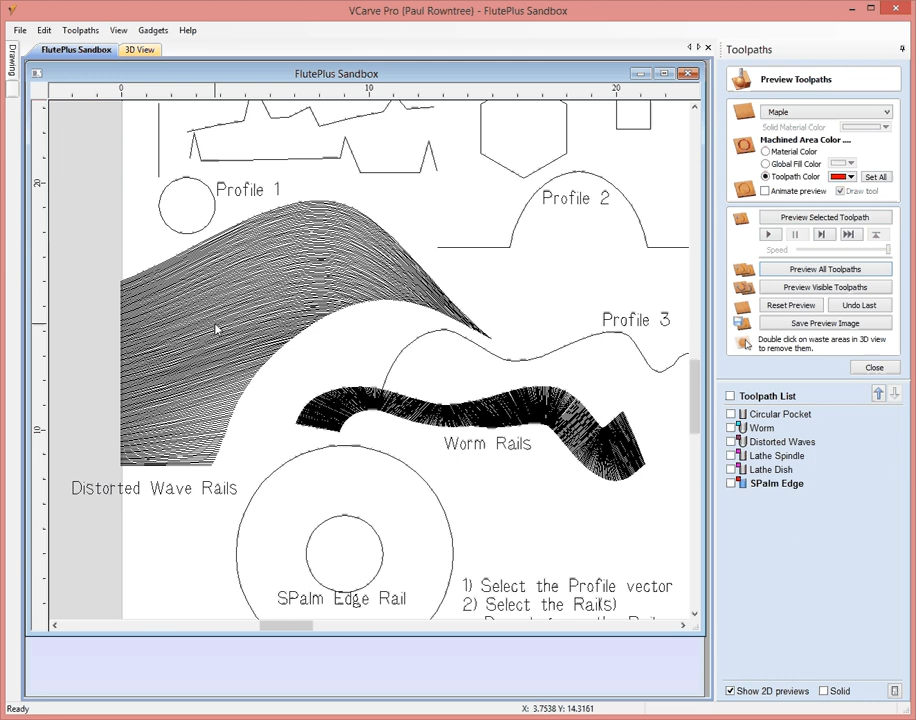 VCarve Pro {Paul Rowntree} - FlutePlus Sandbox
File Edit Toolpaths View Gadgets Help
Drawing
FlutePlus Sandbox
3D View
FlutePlus Sandbox
0 10 20
20
10
Profile 1
Profile 2
Profile 3
Worm Rails
Distorted Wave Rails
SPalm Edge Rail
1) Select the Profile vector
2) Select the Rail(s)
Toolpaths
Preview Toolpaths
Maple
Solid Material Color
Machined Area Color ....
Material Color
Global Fill Color
Toolpath Color
Set All
Animate preview
Draw tool
Preview Selected Toolpath
Speed
Preview All Toolpaths
Preview Visible Toolpaths
Reset Preview
Undo Last
Save Preview Image
Double click on waste areas in 3D view
to remove them.
Close
Toolpath List
Circular Pocket
Worm
Distorted Waves
Lathe Spindle
Lathe Dish
SPalm Edge
Show 2D previews
Solid
Ready
X: 3.7538 Y: 14.3161